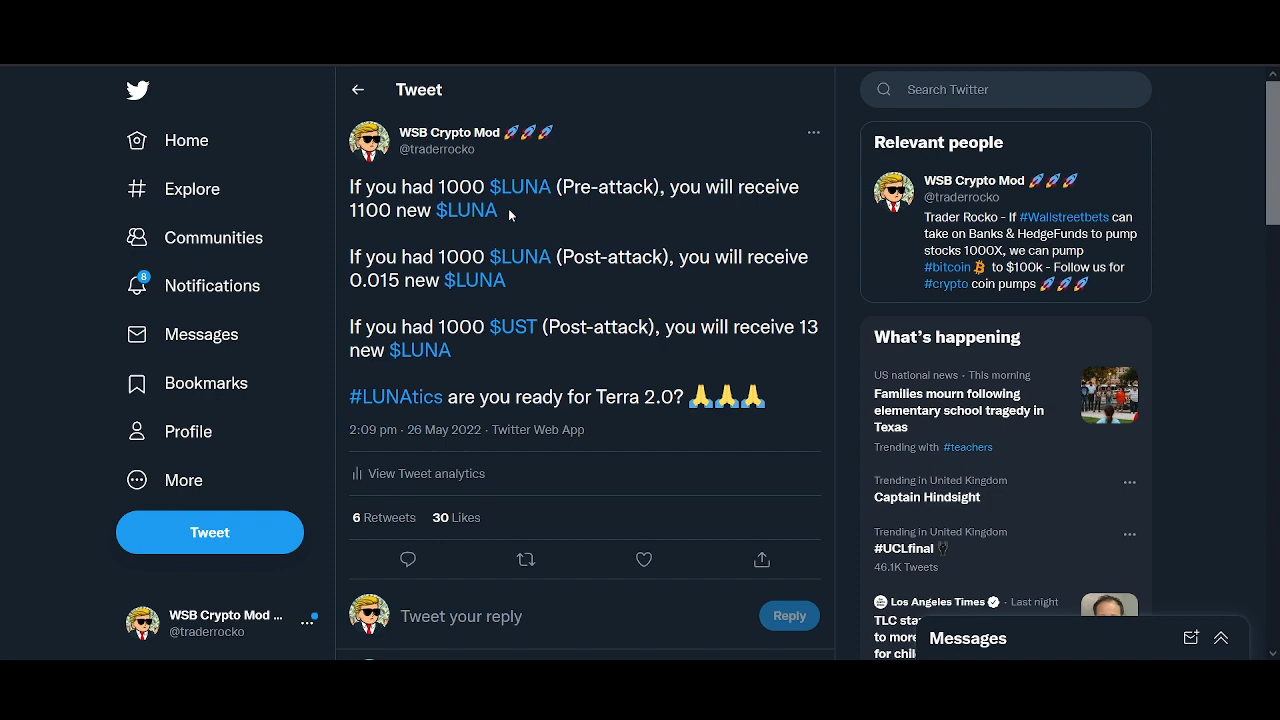 Tweet
Search Twitter
WSB Crypto Mod 🚀🚀🚀
@traderrocko
Home
Explore
Communities
8
Notifications
Messages
Bookmarks
Profile
More
Tweet
WSB Crypto Mod ...
@traderrocko
If you had 1000 $LUNA (Pre-attack), you will receive
1100 new $LUNA
If you had 1000 $LUNA (Post-attack), you will receive
0.015 new $LUNA
If you had 1000 $UST (Post-attack), you will receive 13
new $LUNA
#LUNAtics are you ready for Terra 2.0? 🙏🙏🙏
2:09 pm · 26 May 2022 · Twitter Web App
View Tweet analytics
6 Retweets 30 Likes
Tweet your reply
Reply
Relevant people
WSB Crypto Mod 🚀🚀🚀
@traderrocko
Trader Rocko - If #Wallstreetbets can
take on Banks & HedgeFunds to pump
stocks 1000X, we can pump
#bitcoin to $100k - Follow us for
#crypto coin pumps 🚀🚀🚀
What's happening
US national news · This morning
Families mourn following
elementary school tragedy in
Texas
Trending with #teachers
Trending in United Kingdom
Captain Hindsight
Trending in United Kingdom
#UCLfinal
46.1K Tweets
Los Angeles Times · Last night
TLC
to more
for
Messages